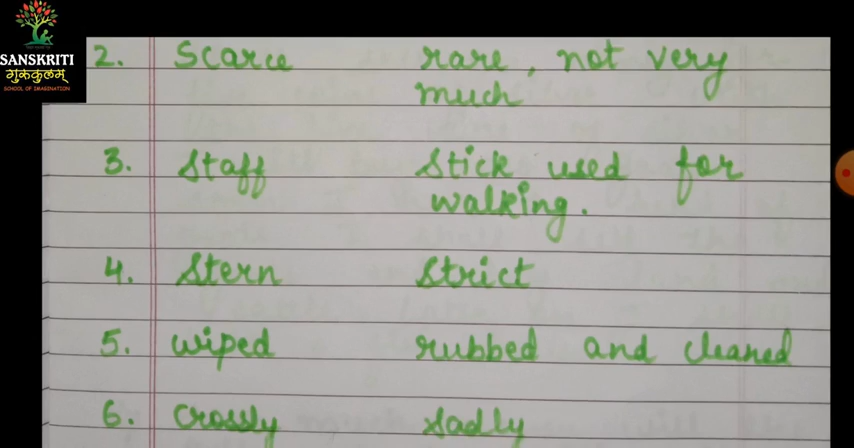 SANSKRITI
गुरुकुलम्
SCHOOL OF IMAGINATION
2. Scarce rare, not very
much
3. Staff Stick used for
walking.
4. Stern Strict
5. wiped rubbed and cleaned
6. crossly sadly